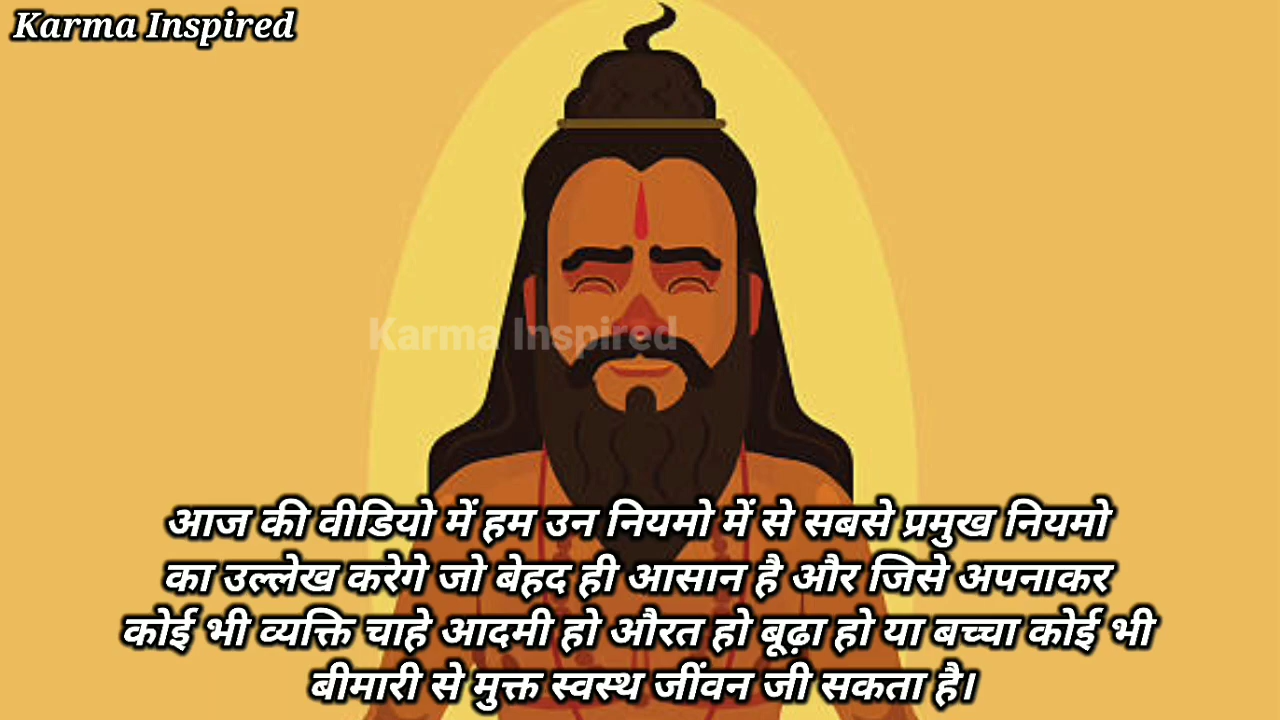 Karma Inspired
Karma Inspired
आज की वीडियो में हम उन नियमो में से सबसे प्रमुख नियमो
का उल्लेख करेगे जो बेहद ही आसान है और जिसे अपनाकर
कोई भी व्यक्ति चाहे आदमी हो औरत हो बूढ़ा हो या बच्चा कोई भी
बीमारी से मुक्त स्वस्थ जींवन जी सकता है।